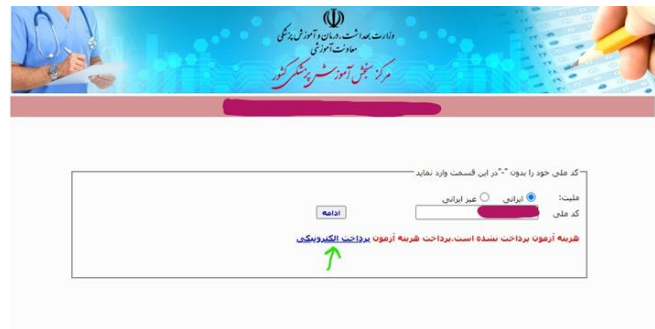 وزارت بهداشت، درمان و آموزش پزشکی
معاونت آموزشی
مرکز سنجش آموزش پزشکی کشور
کد ملی خود را بدون "-"در این قسمت وارد نماید
ملیت: ایرانی غیر ایرانی
کد ملی ادامه
هزینه آزمون پرداخت نشده است.پرداخت هزینه آزمون پرداخت الکترونیکی